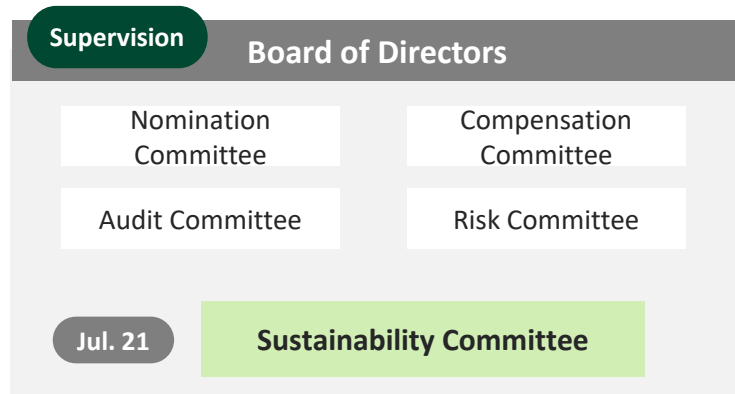 Supervision
Board of Directors
Nomination
Committee
Compensation
Committee
Audit Committee
Risk Committee
Jul. 21
Sustainability Committee